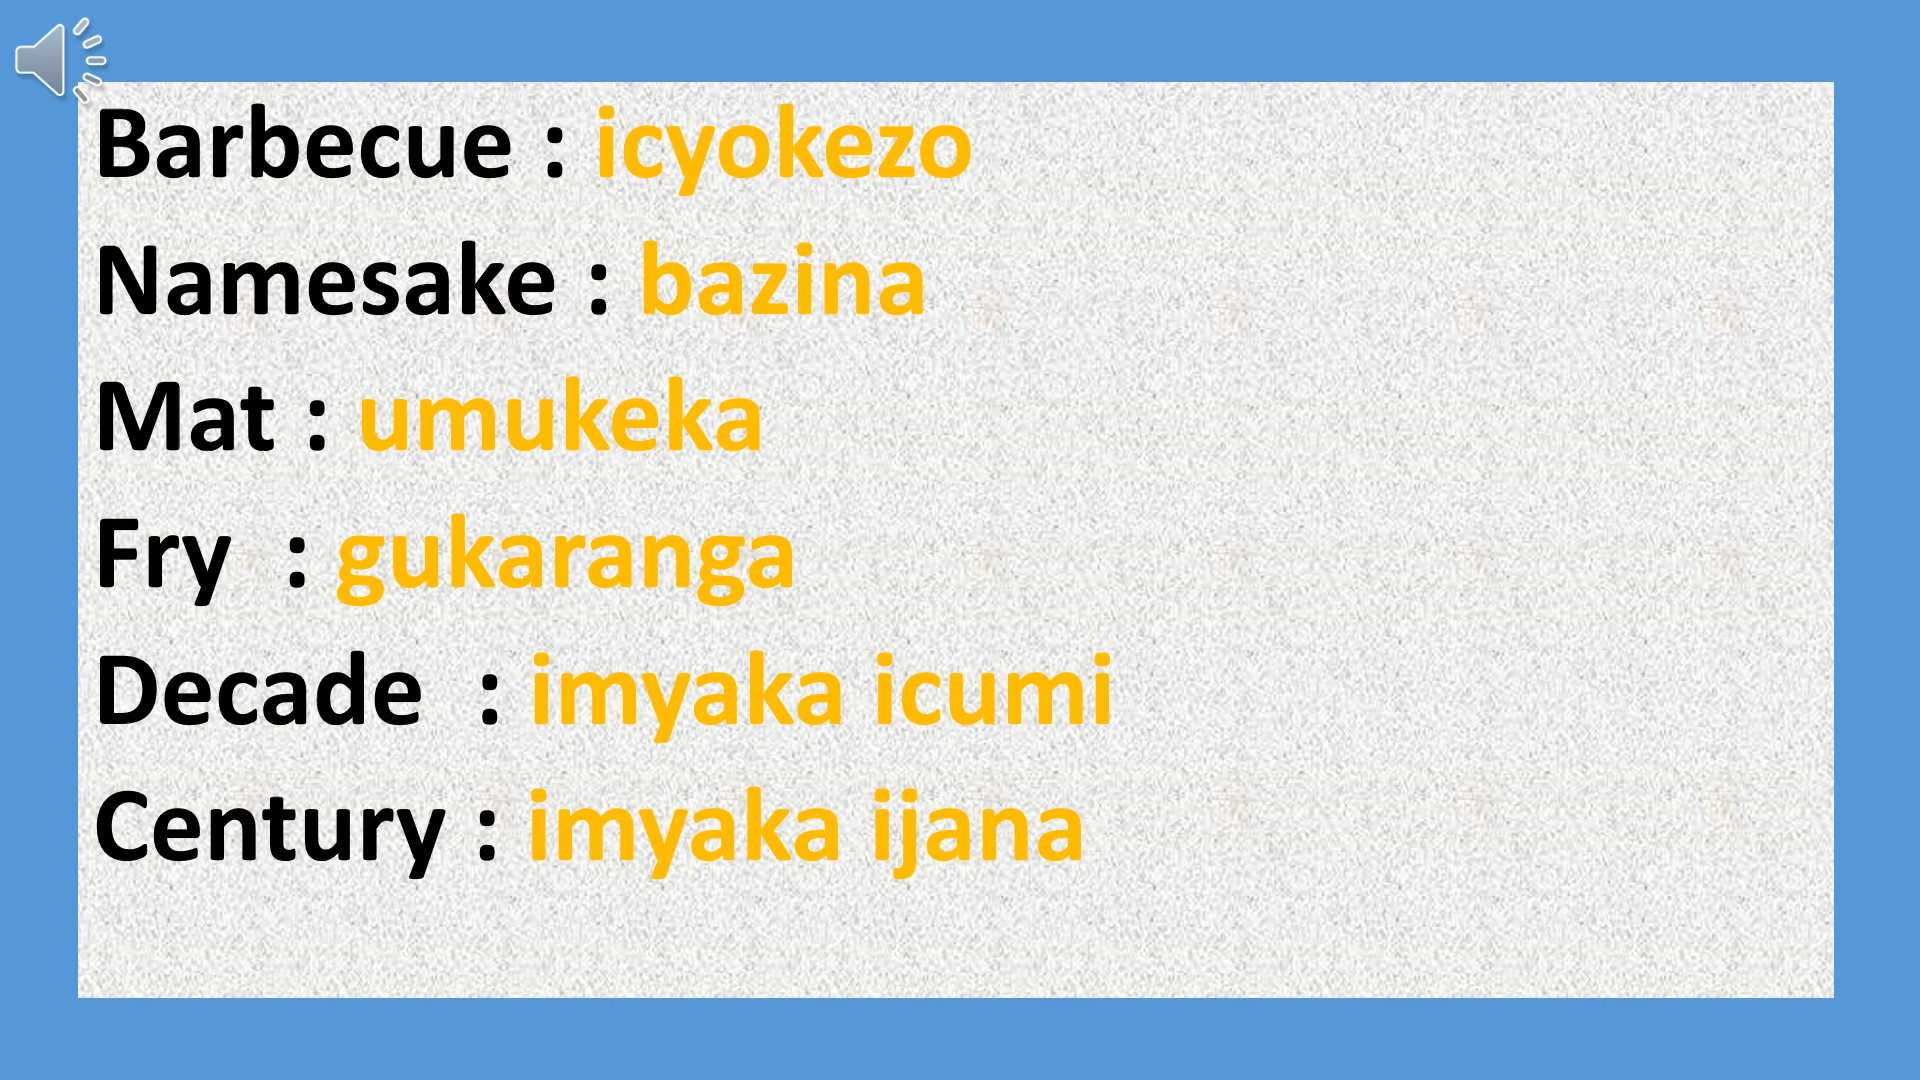 Barbecue : icyokezo
Namesake : bazina
Mat : umukeka
Fry  : gukaranga
Decade  : imyaka icumi
Century : imyaka ijana